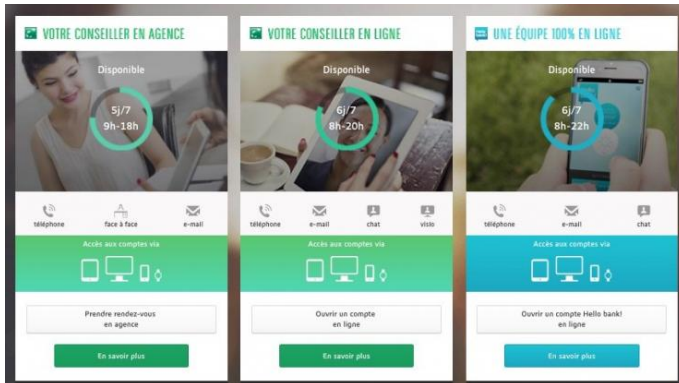 VOTRE CONSEILLER EN AGENCE
Disponible
5j/7
9h-18h
téléphone
face à face
e-mail
Accès aux comptes via
Prendre rendez-vous
en agence
En savoir plus
VOTRE CONSEILLER EN LIGNE
Disponible
6j/7
8h-20h
téléphone
e-mail
chat
visio
Accès aux comptes via
Ouvrir un compte
en ligne
En savoir plus
UNE ÉQUIPE 100% EN LIGNE
Disponible
6j/7
8h-22h
téléphone
e-mail
chat
Accès aux comptes via
Ouvrir un compte Hello bank!
en ligne
En savoir plus